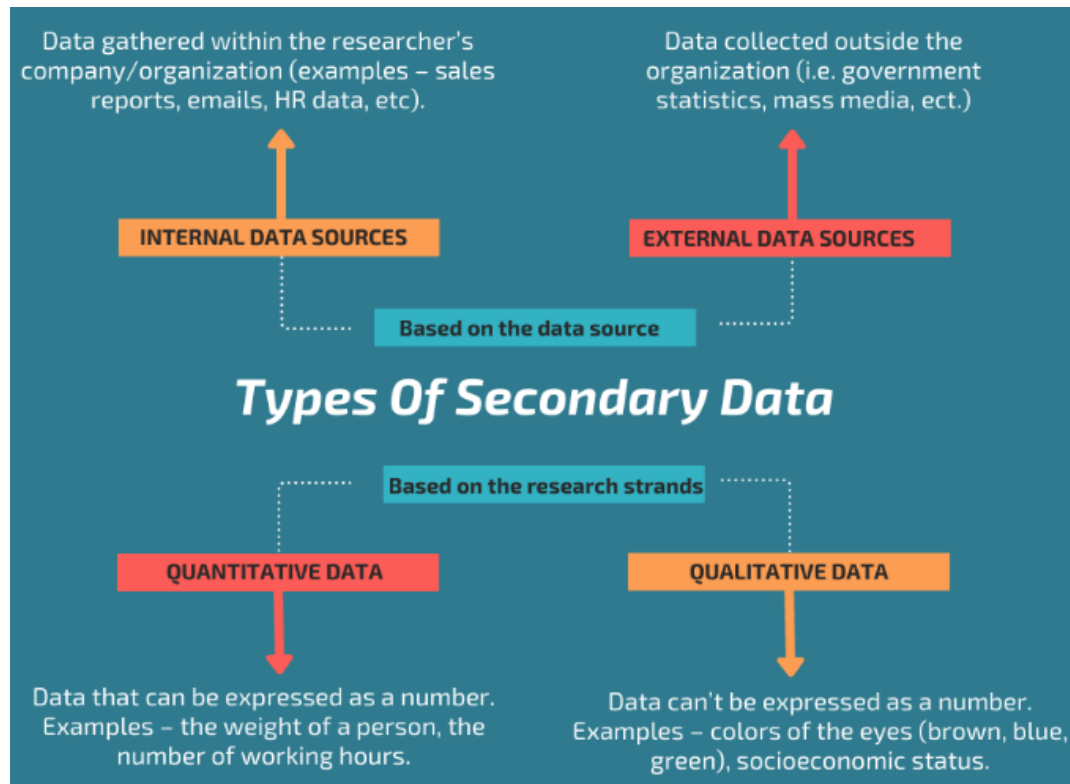 Data gathered within the researcher's
company/organization (examples – sales
reports, emails, HR data, etc).
Data collected outside the
organization (i.e. government
statistics, mass media, ect.)
INTERNAL DATA SOURCES
EXTERNAL DATA SOURCES
Based on the data source
Types Of Secondary Data
Based on the research strands
QUANTITATIVE DATA
QUALITATIVE DATA
Data that can be expressed as a number.
Examples – the weight of a person, the
number of working hours.
Data can't be expressed as a number.
Examples – colors of the eyes (brown, blue,
green), socioeconomic status.